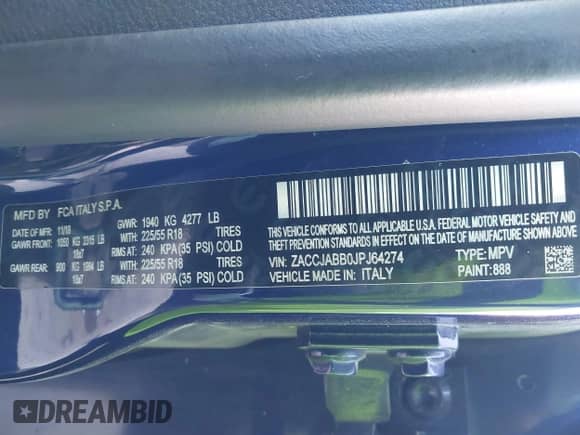 MFD BY FCA ITALY S.P.A.
DATE OF MFR: 11/18 GVWR: 1940 KG 4277 LB
GAWR FRONT: 1050 KG 2315 LB WITH: 225/55 R18 TIRES
18x7 RIMS AT: 240 KPA (35 PSI) COLD
GAWR REAR: 900 KG 1984 LB WITH: 225/55 R18 TIRES
18x7 RIMS AT: 240 KPA (35 PSI) COLD
THIS VEHICLE CONFORMS TO ALL APPLICABLE U.S.A. FEDERAL MOTOR VEHICLE SAFETY AND
THEFT PREVENTION STANDARDS IN EFFECT ON THE DATE OF MANUFACTURE SHOWN ABOVE.
VIN: ZACCJABB0JPJ64274 TYPE: MPV
VEHICLE MADE IN: ITALY PAINT: 888
DREAMBID